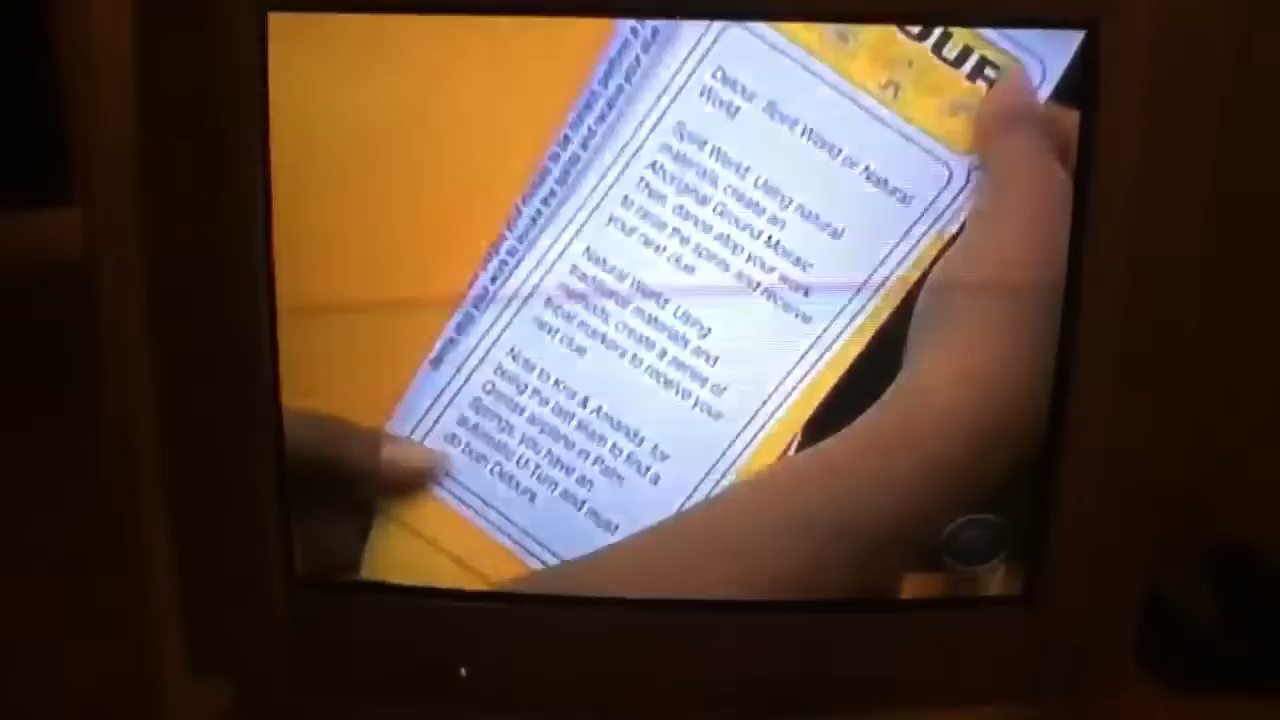 OUR
Detour: Spirit World or Natural
World
Spirit World: Using natural
materials, create an
Aboriginal Ground Mosaic.
Then, dance atop your work
to raise the spirits and receive
your next clue.
Natural World: Using
traditional materials and
methods, create a series of
tribal markers to receive your
next clue.
Note to Kris & Amanda: for
being the last team to find a
Qantas airplane in Palm
Springs, you have an
automatic U-Turn and must
do both Detours.